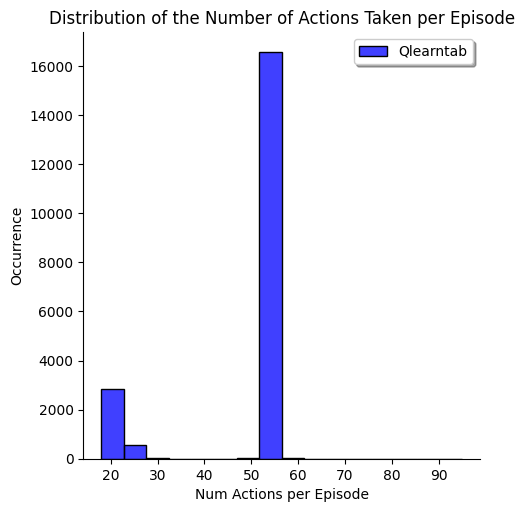 Distribution of the Number of Actions Taken per Episode
Qlearntab
16000
14000
12000
10000
8000
6000
4000
2000
0
Occurrence
20 30 40 50 60 70 80 90
Num Actions per Episode